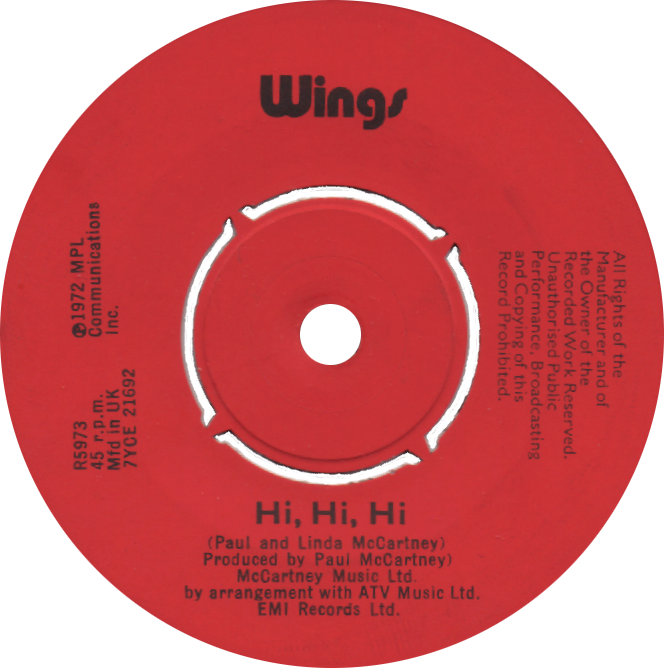 Wings
℗1972 MPL
Communications
Inc.
R5973
45 r.p.m.
Mfd in UK
7YCE 21692
All Rights of the
Manufacturer and of
the Owner of the
Recorded Work Reserved.
Unauthorised Public
Performance, Broadcasting
and Copying of this
Record Prohibited.
Hi, Hi, Hi
(Paul and Linda McCartney)
Produced by Paul McCartney)
McCartney Music Ltd.
by arrangement with ATV Music Ltd.
EMI Records Ltd.